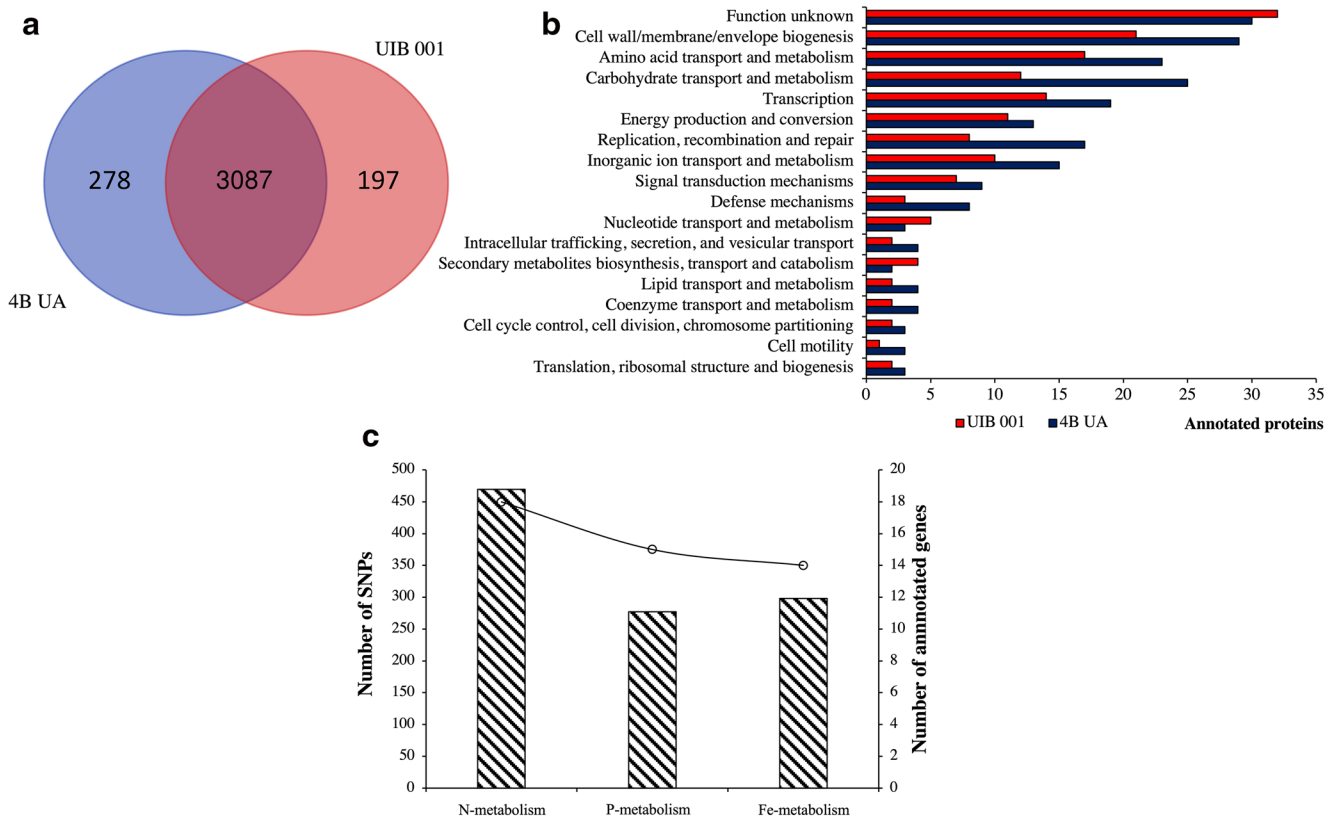 a
UIB 001
278
3087
197
4B UA
b
Function unknown
Cell wall/membrane/envelope biogenesis
Amino acid transport and metabolism
Carbohydrate transport and metabolism
Transcription
Energy production and conversion
Replication, recombination and repair
Inorganic ion transport and metabolism
Signal transduction mechanisms
Defense mechanisms
Nucleotide transport and metabolism
Intracellular trafficking, secretion, and vesicular transport
Secondary metabolites biosynthesis, transport and catabolism
Lipid transport and metabolism
Coenzyme transport and metabolism
Cell cycle control, cell division, chromosome partitioning
Cell motility
Translation, ribosomal structure and biogenesis
0 5 10 15 20 25 30 35
UIB 001 4B UA
Annotated proteins
c
Number of SNPs
500
450
400
350
300
250
200
150
100
50
0
20
18
16
14
12
10
8
6
4
2
0
Number of annnotated genes
N-metabolism P-metabolism Fe-metabolism